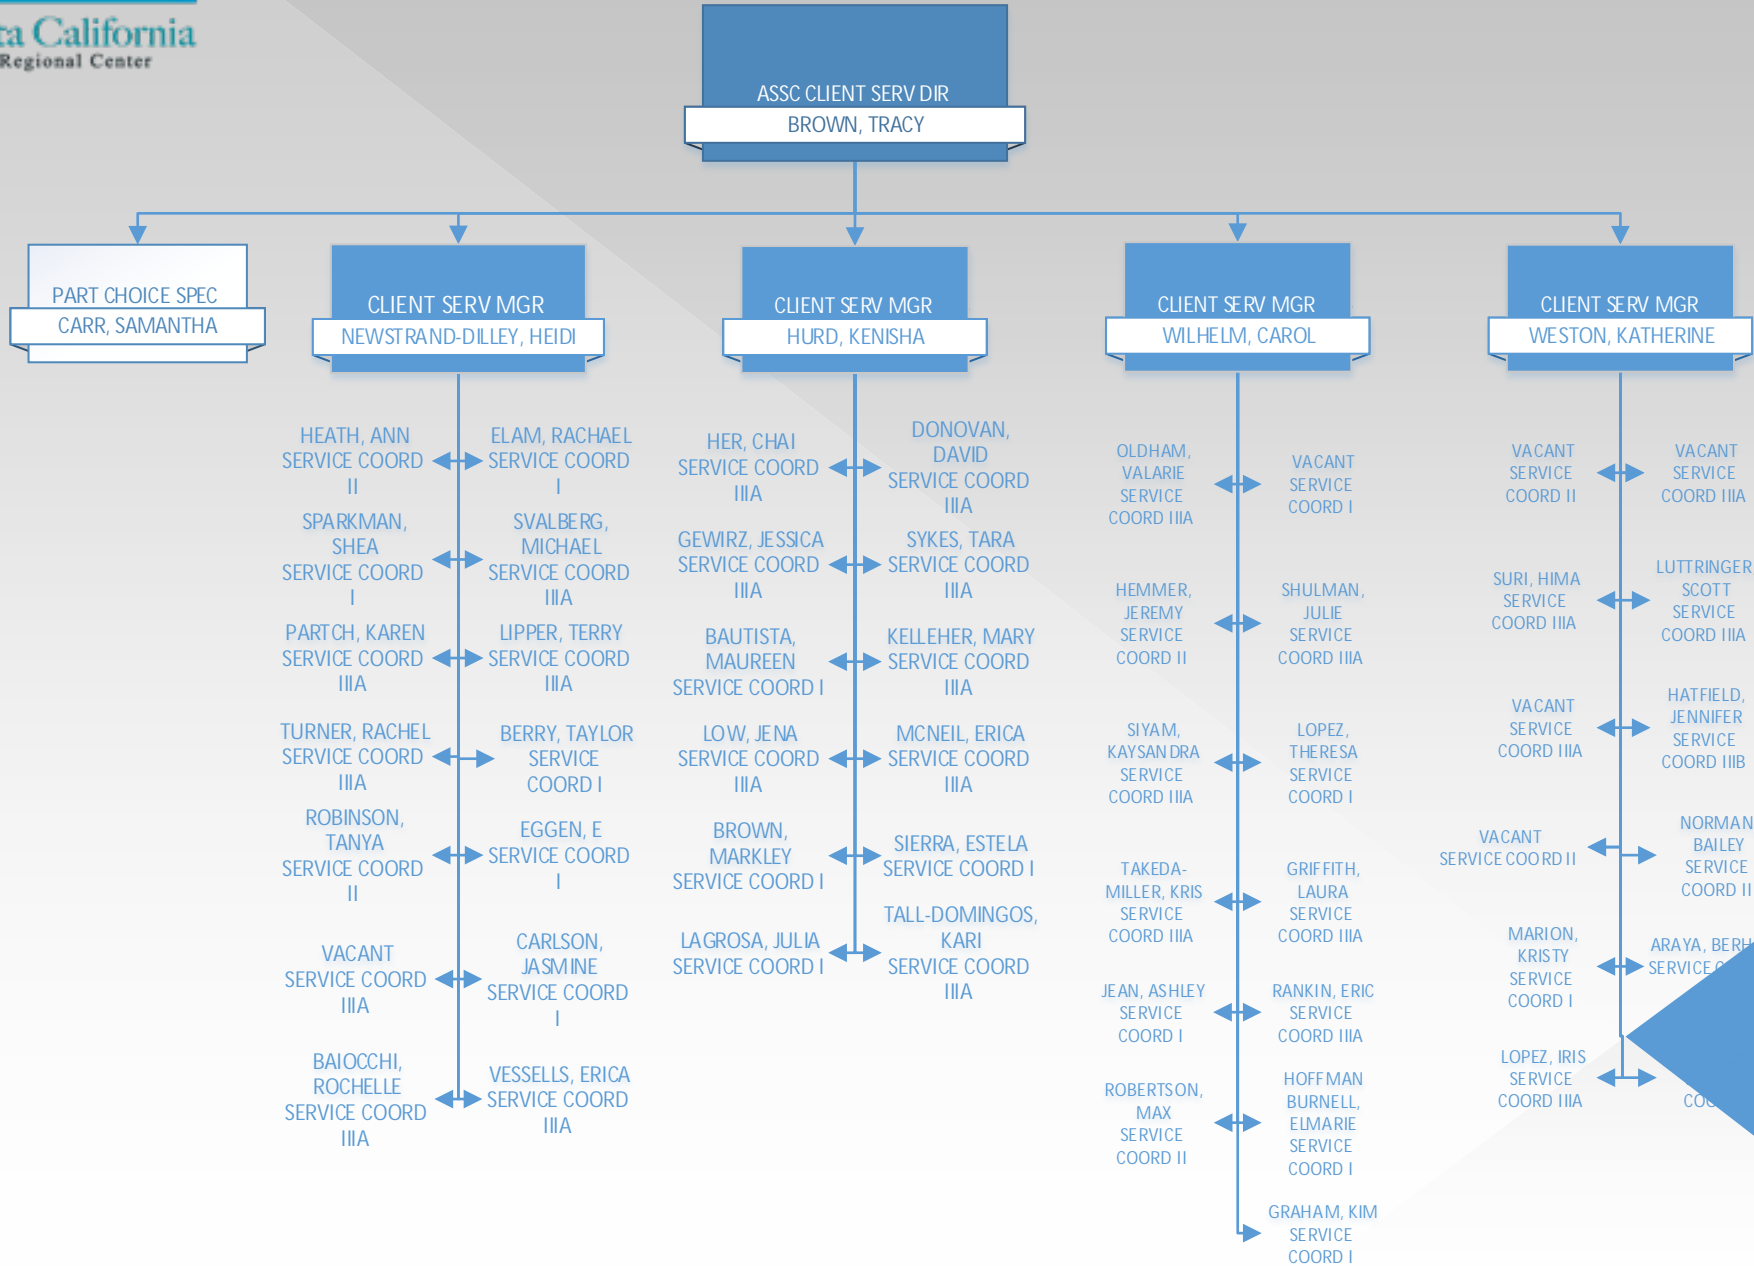 ta California
Regional Center
ASSC CLIENT SERV DIR
BROWN, TRACY
PART CHOICE SPEC
CARR, SAMANTHA
CLIENT SERV MGR
NEWSTRAND-DILLEY, HEIDI
HEATH, ANN
SERVICE COORD
II
ELAM, RACHAEL
SERVICE COORD
I
SPARKMAN,
SHEA
SERVICE COORD
I
SVALBERG,
MICHAEL
SERVICE COORD
IIIA
PARTCH, KAREN
SERVICE COORD
IIIA
LIPPER, TERRY
SERVICE COORD
IIIA
TURNER, RACHEL
SERVICE COORD
IIIA
BERRY, TAYLOR
SERVICE
COORD I
ROBINSON,
TANYA
SERVICE COORD
II
EGGEN, E
SERVICE COORD
I
VACANT
SERVICE COORD
IIIA
CARLSON,
JASMINE
SERVICE COORD
I
BAIOCCHI,
ROCHELLE
SERVICE COORD
IIIA
VESSELLS, ERICA
SERVICE COORD
IIIA
CLIENT SERV MGR
HURD, KENISHA
HER, CHAI
SERVICE COORD
IIIA
DONOVAN,
DAVID
SERVICE COORD
IIIA
GEWIRZ, JESSICA
SERVICE COORD
IIIA
SYKES, TARA
SERVICE COORD
IIIA
BAUTISTA,
MAUREEN
SERVICE COORD I
KELLEHER, MARY
SERVICE COORD
IIIA
LOW, JENA
SERVICE COORD
IIIA
MCNEIL, ERICA
SERVICE COORD
IIIA
BROWN,
MARKLEY
SERVICE COORD I
SIERRA, ESTELA
SERVICE COORD I
LAGROSA, JULIA
SERVICE COORD I
TALL-DOMINGOS,
KARI
SERVICE COORD
IIIA
CLIENT SERV MGR
WILHELM, CAROL
OLDHAM,
VALARIE
SERVICE
COORD IIIA
VACANT
SERVICE
COORD I
HEMMER,
JEREMY
SERVICE
COORD II
SHULMAN,
JULIE
SERVICE
COORD IIIA
SIYAM,
KAYSANDRA
SERVICE
COORD IIIA
LOPEZ,
THERESA
SERVICE
COORD I
TAKEDA-
MILLER, KRIS
SERVICE
COORD IIIA
GRIFFITH,
LAURA
SERVICE
COORD IIIA
JEAN, ASHLEY
SERVICE
COORD I
RANKIN, ERIC
SERVICE
COORD IIIA
ROBERTSON,
MAX
SERVICE
COORD II
HOFFMAN
BURNELL,
ELMARIE
SERVICE
COORD I
GRAHAM, KIM
SERVICE
COORD I
CLIENT SERV MGR
WESTON, KATHERINE
VACANT
SERVICE
COORD II
VACANT
SERVICE
COORD IIIA
SURI, HIMA
SERVICE
COORD IIIA
LUTTRINGER
SCOTT
SERVICE
COORD IIIA
VACANT
SERVICE
COORD IIIA
HATFIELD,
JENNIFER
SERVICE
COORD IIIB
VACANT
SERVICE COORD II
NORMAN
BAILEY
SERVICE
COORD II
MARION,
KRISTY
SERVICE
COORD I
ARAYA, BERH
SERVICE
LOPEZ, IRIS
SERVICE
COORD IIIA